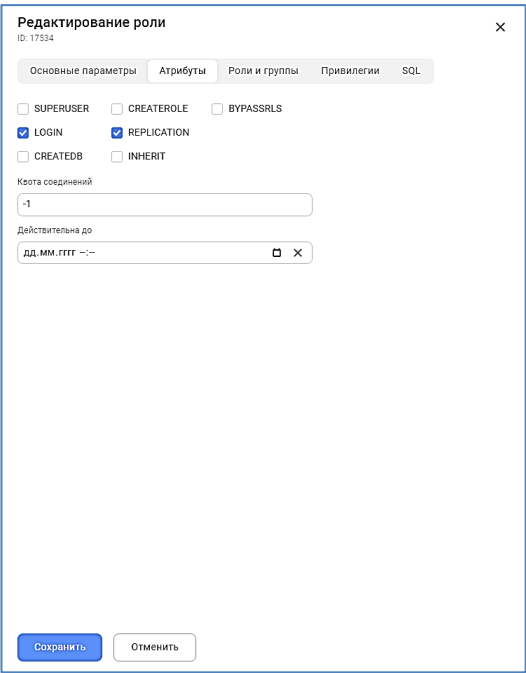 Редактирование роли
ID: 17534
Основные параметры Атрибуты Роли и группы Привилегии SQL
SUPERUSER CREATEROLE BYPASSRLS
LOGIN REPLICATION
CREATEDB INHERIT
Квота соединений
-1
Действительна до
дд.мм.гггг --:--
Сохранить Отменить